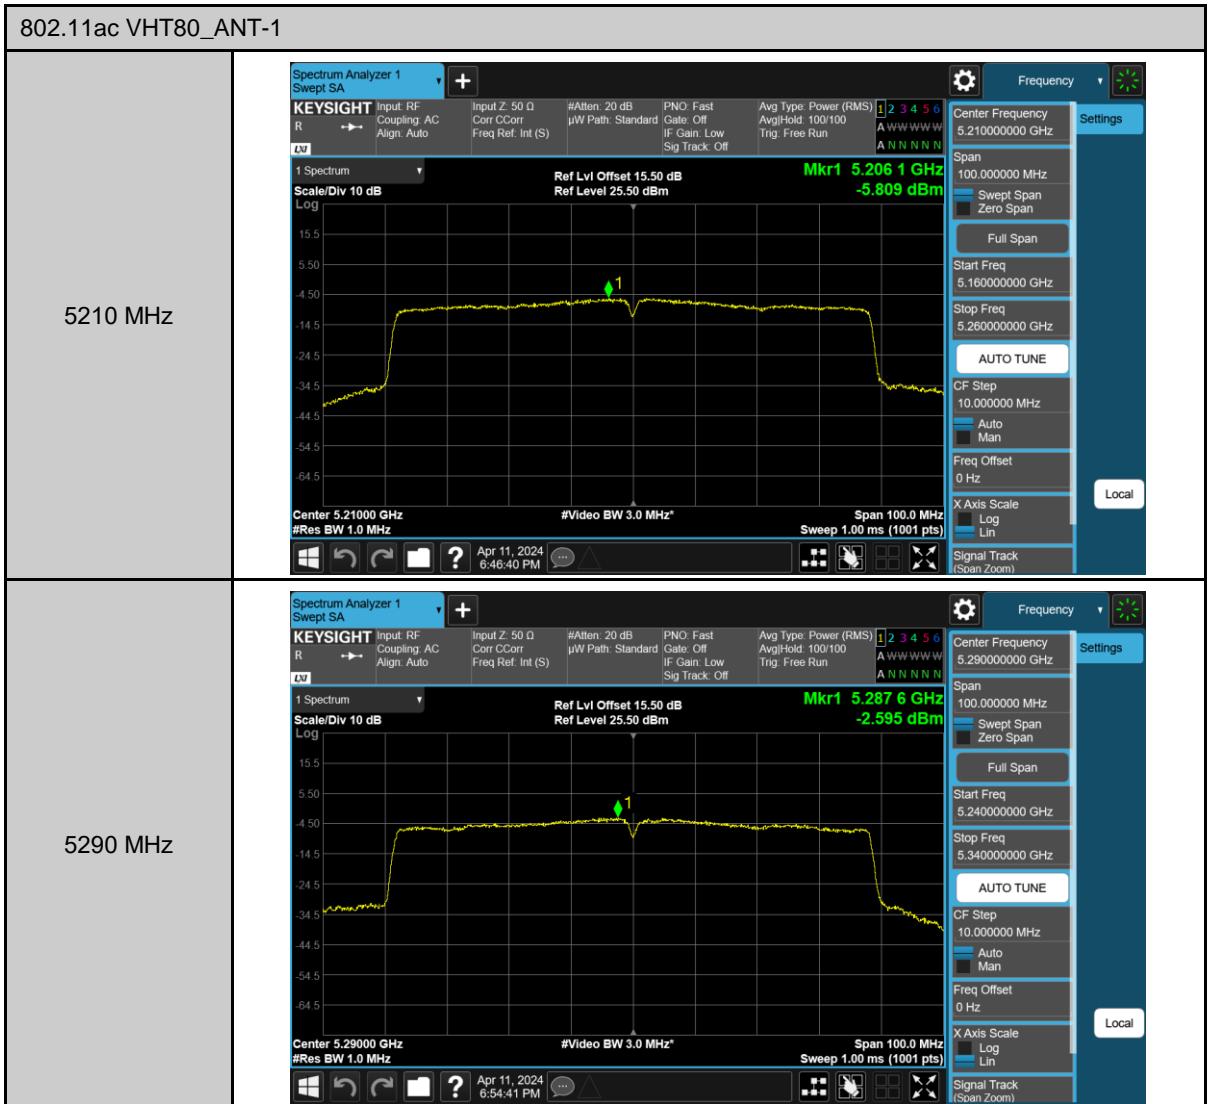 802.11ac VHT80_ANT-1
5210 MHz
Spectrum Analyzer 1
Swept SA
Frequency
KEYSIGHT
R
LXI
Input: RF
Coupling: AC
Align: Auto
Input Z: 50 Ω
Corr CCorr
Freq Ref: Int (S)
#Atten: 20 dB
µW Path: Standard
PNO: Fast
Gate: Off
IF Gain: Low
Sig Track: Off
Avg Type: Power (RMS)
Avg|Hold: 100/100
Trig: Free Run
1 2 3 4 5 6
A W W W W W
A N N N N N
1 Spectrum
Scale/Div 10 dB
Log
Ref Lvl Offset 15.50 dB
Ref Level 25.50 dBm
Mkr1 5.206 1 GHz
-5.809 dBm
15.5
5.50
-4.50
-14.5
-24.5
-34.5
-44.5
-54.5
-64.5
1
Center 5.21000 GHz
#Res BW 1.0 MHz
#Video BW 3.0 MHz*
Span 100.0 MHz
Sweep 1.00 ms (1001 pts)
Apr 11, 2024
6:46:40 PM
Center Frequency
5.210000000 GHz
Span
100.000000 MHz
Swept Span
Zero Span
Full Span
Start Freq
5.160000000 GHz
Stop Freq
5.260000000 GHz
AUTO TUNE
CF Step
10.000000 MHz
Auto
Man
Freq Offset
0 Hz
X Axis Scale
Log
Lin
Signal Track
(Span Zoom)
Settings
Local
5290 MHz
Spectrum Analyzer 1
Swept SA
Frequency
KEYSIGHT
R
LXI
Input: RF
Coupling: AC
Align: Auto
Input Z: 50 Ω
Corr CCorr
Freq Ref: Int (S)
#Atten: 20 dB
µW Path: Standard
PNO: Fast
Gate: Off
IF Gain: Low
Sig Track: Off
Avg Type: Power (RMS)
Avg|Hold: 100/100
Trig: Free Run
1 2 3 4 5 6
A W W W W W
A N N N N N
1 Spectrum
Scale/Div 10 dB
Log
Ref Lvl Offset 15.50 dB
Ref Level 25.50 dBm
Mkr1 5.287 6 GHz
-2.595 dBm
15.5
5.50
-4.50
-14.5
-24.5
-34.5
-44.5
-54.5
-64.5
1
Center 5.29000 GHz
#Res BW 1.0 MHz
#Video BW 3.0 MHz*
Span 100.0 MHz
Sweep 1.00 ms (1001 pts)
Apr 11, 2024
6:54:41 PM
Center Frequency
5.290000000 GHz
Span
100.000000 MHz
Swept Span
Zero Span
Full Span
Start Freq
5.240000000 GHz
Stop Freq
5.340000000 GHz
AUTO TUNE
CF Step
10.000000 MHz
Auto
Man
Freq Offset
0 Hz
X Axis Scale
Log
Lin
Signal Track
(Span Zoom)
Settings
Local